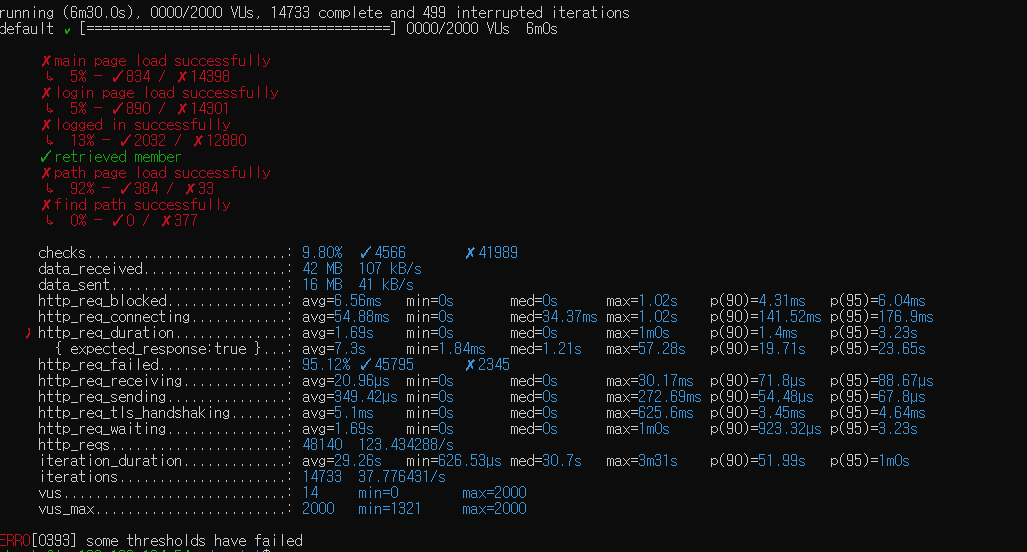 running (6m30.0s), 0000/2000 VUs, 14733 complete and 499 interrupted iterations
default ✓ [======================================] 0000/2000 VUs  6m0s
✗main page load successfully
↳  5% — ✓834 / ✗14398
✗login page load successfully
↳  5% — ✓890 / ✗14301
✗logged in successfully
↳  13% — ✓2032 / ✗12880
✓retrieved member
✗path page load successfully
↳  92% — ✓384 / ✗33
✗find path successfully
↳  0% — ✓0 / ✗377
checks.........................: 9.80%  ✓4566       ✗41989
data_received..................: 42 MB  107 kB/s
data_sent......................: 16 MB  41 kB/s
http_req_blocked...............: avg=6.56ms   min=0s       med=0s      max=1.02s    p(90)=4.31ms   p(95)=6.04ms
http_req_connecting............: avg=54.88ms  min=0s       med=34.37ms max=1.02s    p(90)=141.52ms p(95)=176.9ms
✗ http_req_duration..............: avg=1.69s    min=0s       med=0s      max=1m0s     p(90)=1.4ms    p(95)=3.23s
{ expected_response:true }...: avg=7.3s     min=1.84ms   med=1.21s   max=57.28s   p(90)=19.71s   p(95)=23.65s
http_req_failed................: 95.12% ✓45795      ✗2345
http_req_receiving.............: avg=20.96µs  min=0s       med=0s      max=30.17ms  p(90)=71.8µs   p(95)=88.67µs
http_req_sending...............: avg=349.42µs min=0s       med=0s      max=272.69ms p(90)=54.48µs  p(95)=67.8µs
http_req_tls_handshaking.......: avg=5.1ms    min=0s       med=0s      max=625.6ms  p(90)=3.45ms   p(95)=4.64ms
http_req_waiting...............: avg=1.69s    min=0s       med=0s      max=1m0s     p(90)=923.32µs p(95)=3.23s
http_reqs......................: 48140  123.434288/s
iteration_duration.............: avg=29.26s   min=626.53µs med=30.7s   max=3m31s    p(90)=51.99s   p(95)=1m0s
iterations.....................: 14733  37.776431/s
vus............................: 14     min=0      max=2000
vus_max........................: 2000   min=1321   max=2000
ERRO[0393] some thresholds have failed